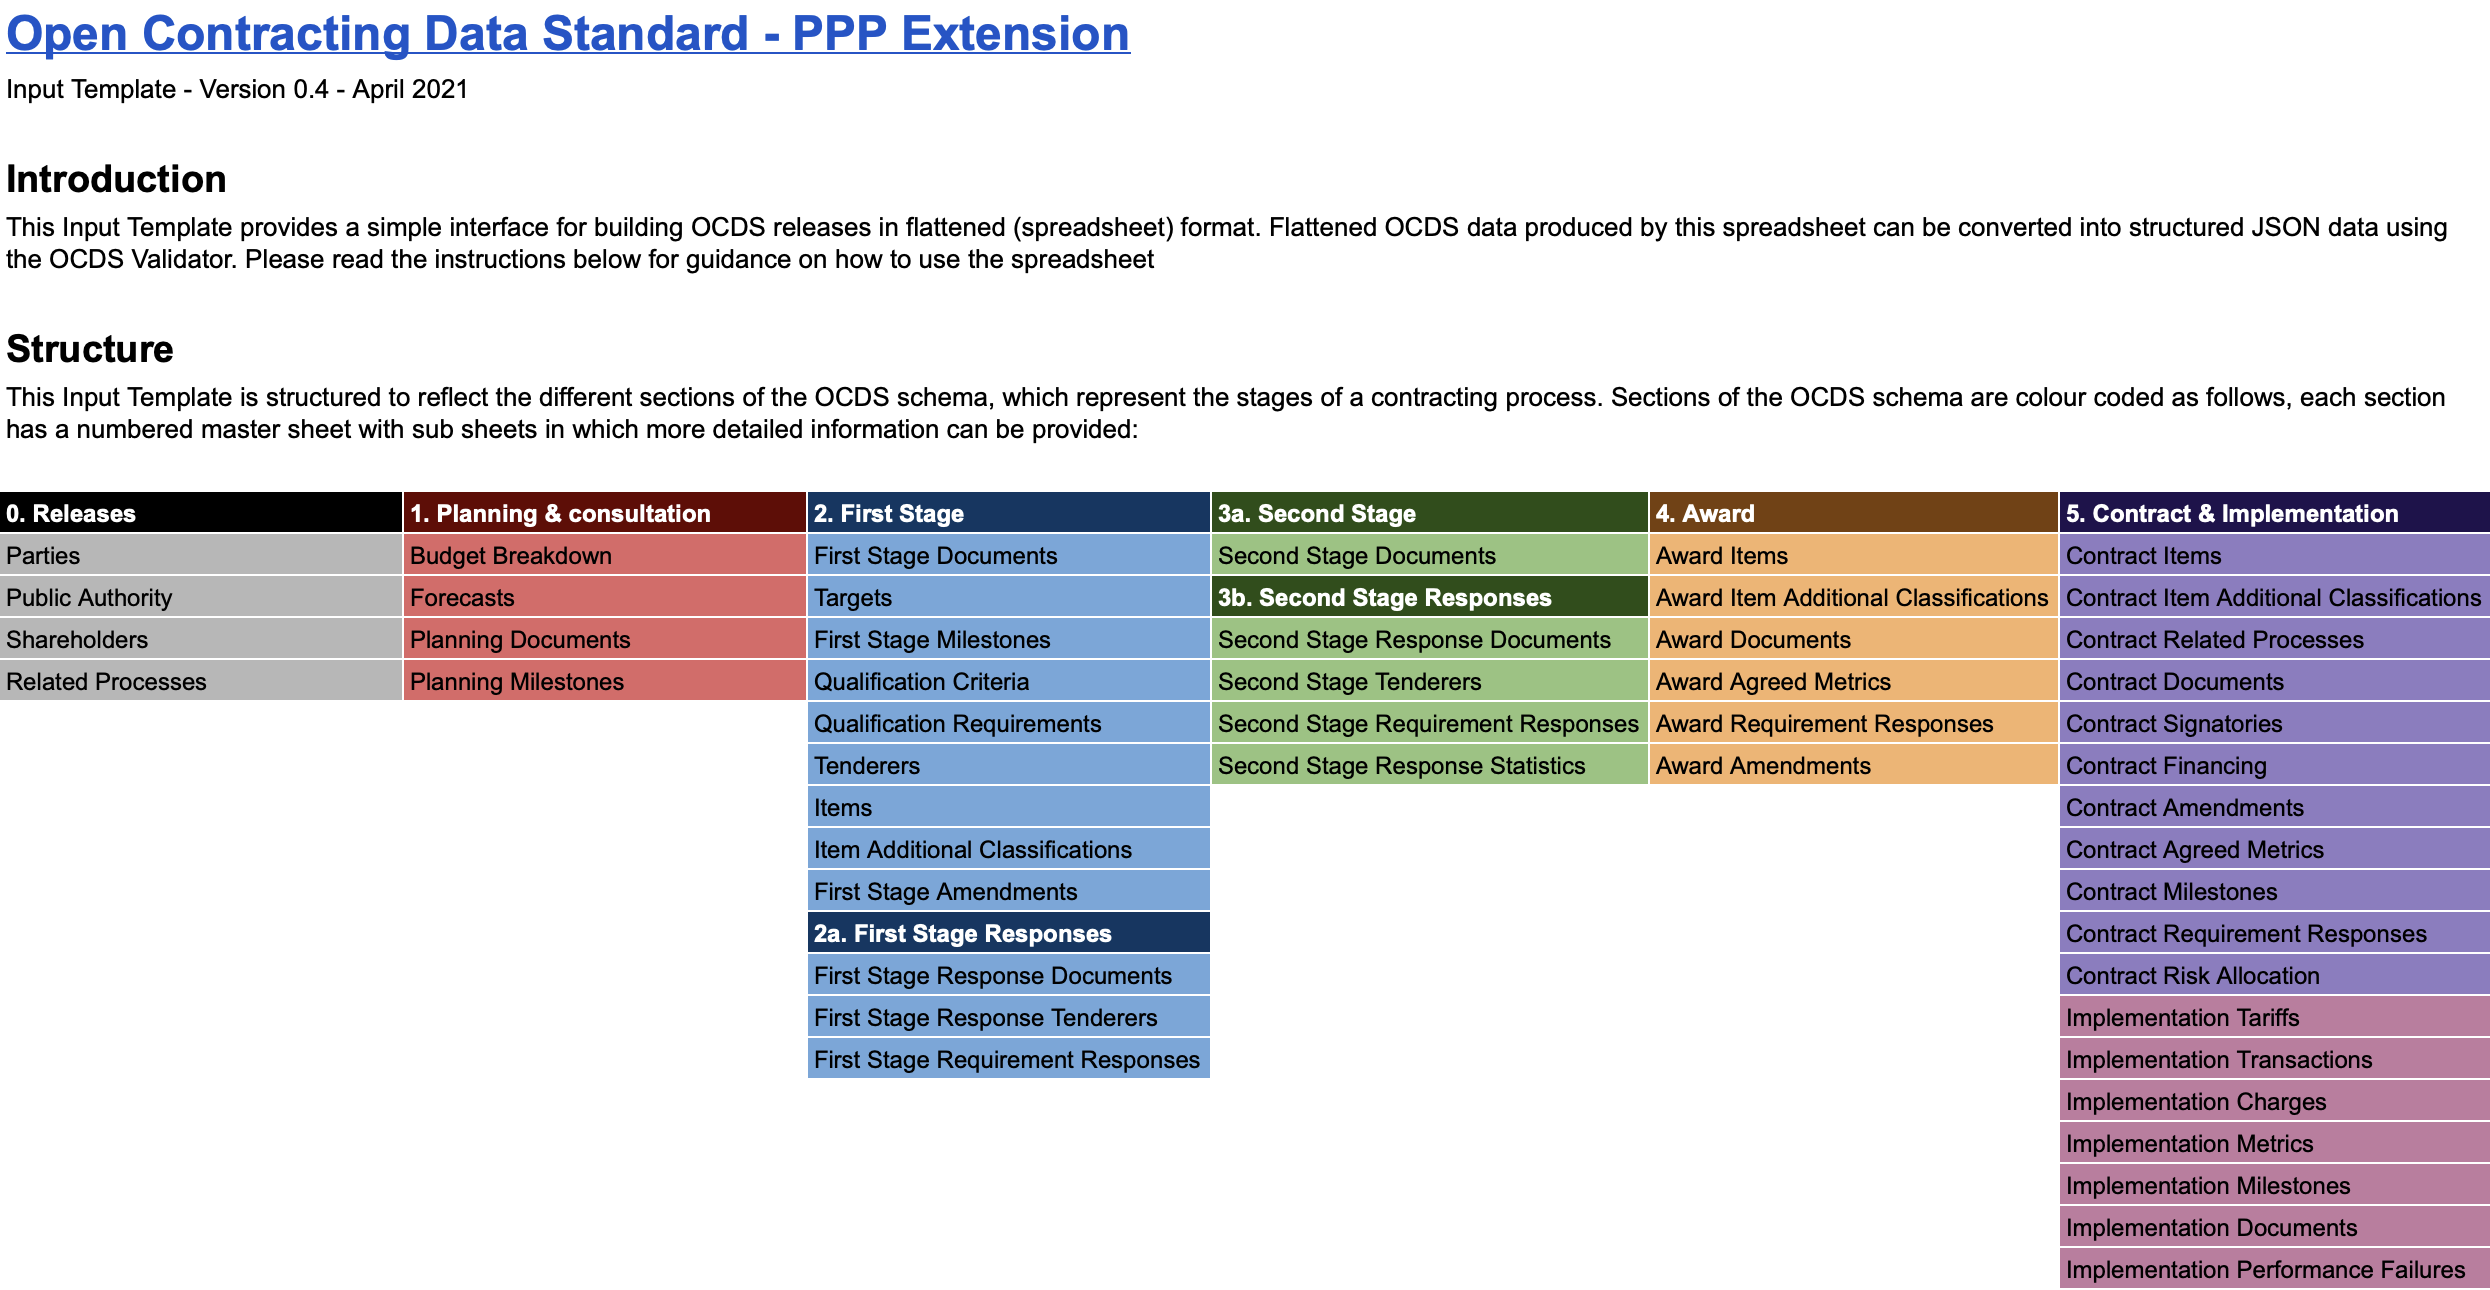 Open Contracting Data Standard - PPP Extension
Input Template - Version 0.4 - April 2021
Introduction
This Input Template provides a simple interface for building OCDS releases in flattened (spreadsheet) format. Flattened OCDS data produced by this spreadsheet can be converted into structured JSON data using
the OCDS Validator. Please read the instructions below for guidance on how to use the spreadsheet
Structure
This Input Template is structured to reflect the different sections of the OCDS schema, which represent the stages of a contracting process. Sections of the OCDS schema are colour coded as follows, each section
has a numbered master sheet with sub sheets in which more detailed information can be provided:
0. Releases
Parties
Public Authority
Shareholders
Related Processes
1. Planning & consultation
Budget Breakdown
Forecasts
Planning Documents
Planning Milestones
2. First Stage
First Stage Documents
Targets
First Stage Milestones
Qualification Criteria
Qualification Requirements
Tenderers
Items
Item Additional Classifications
First Stage Amendments
2a. First Stage Responses
First Stage Response Documents
First Stage Response Tenderers
First Stage Requirement Responses
3a. Second Stage
Second Stage Documents
3b. Second Stage Responses
Second Stage Response Documents
Second Stage Tenderers
Second Stage Requirement Responses
Second Stage Response Statistics
4. Award
Award Items
Award Item Additional Classifications
Award Documents
Award Agreed Metrics
Award Requirement Responses
Award Amendments
5. Contract & Implementation
Contract Items
Contract Item Additional Classifications
Contract Related Processes
Contract Documents
Contract Signatories
Contract Financing
Contract Amendments
Contract Agreed Metrics
Contract Milestones
Contract Requirement Responses
Contract Risk Allocation
Implementation Tariffs
Implementation Transactions
Implementation Charges
Implementation Metrics
Implementation Milestones
Implementation Documents
Implementation Performance Failures